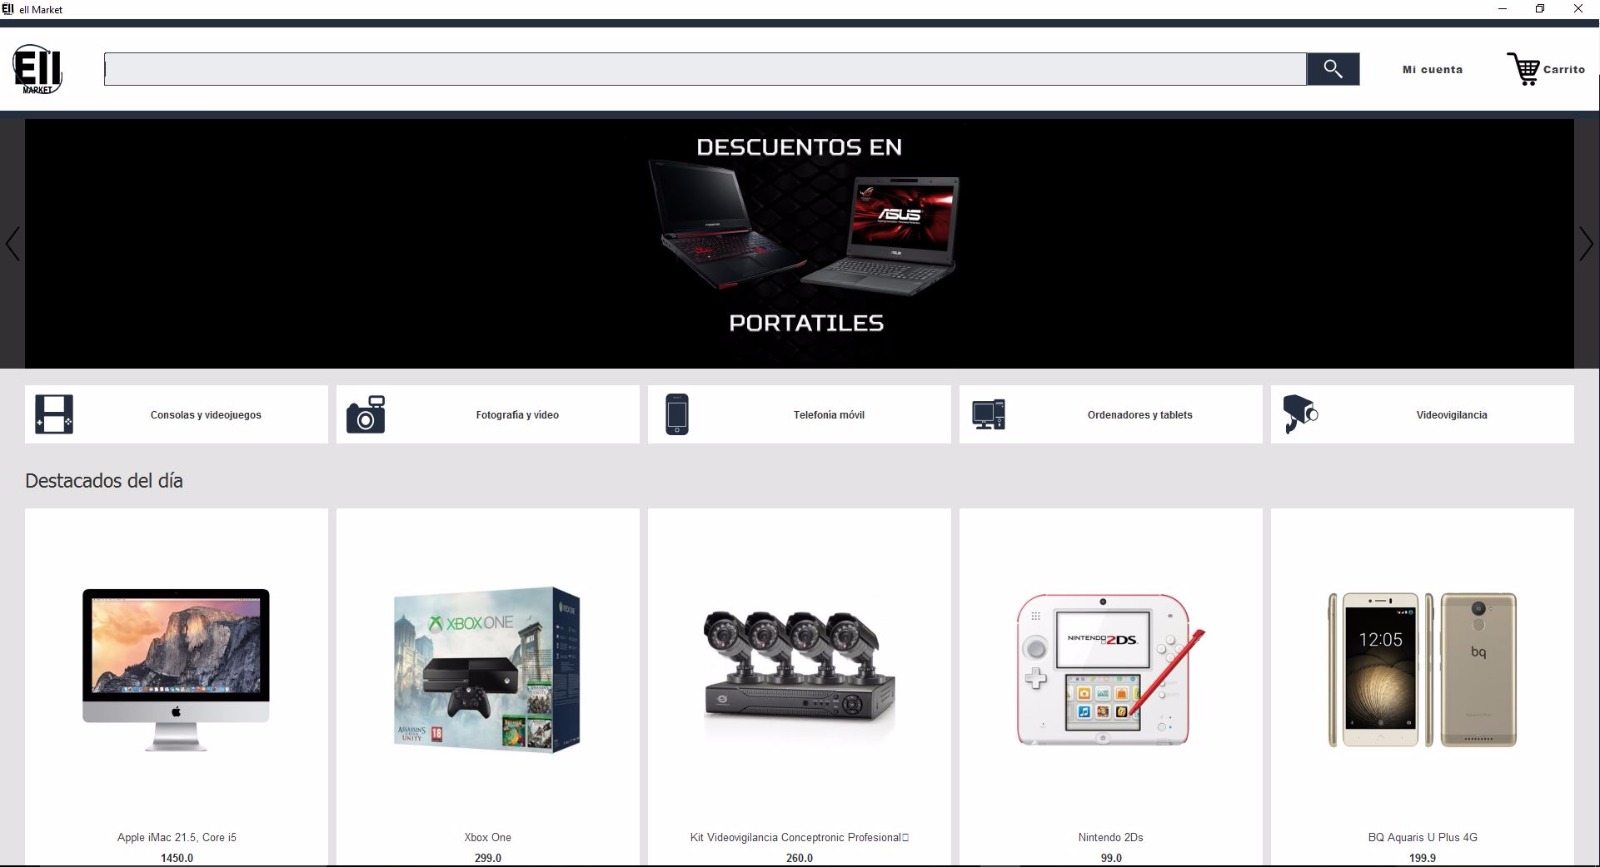 ell Market
Ell
MARKET
Mi cuenta
Carrito
DESCUENTOS EN
ASUS
PORTATILES
Consolas y videojuegos
Fotografia y video
Telefonía móvil
Ordenadores y tablets
Videovigilancia
Destacados del día
XBOX ONE
ASSASSIN'S
UNITY
18
NINTENDO 2DS
12:05
bq
Apple iMac 21.5, Core i5
Xbox One
Kit Videovigilancia Conceptronic Profesional
Nintendo 2Ds
BQ Aquaris U Plus 4G
1450.0
299.0
260.0
99.0
199.9